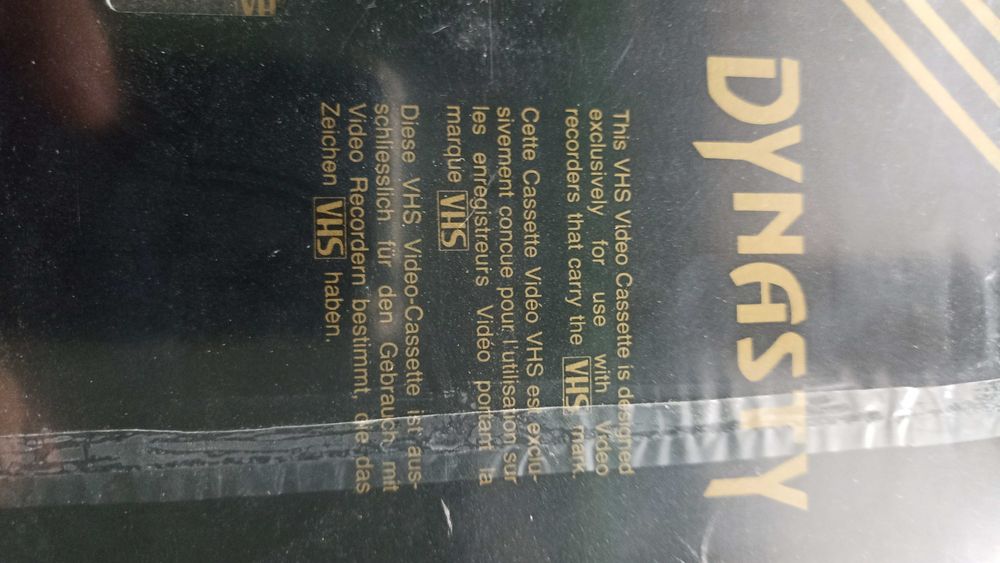 DYNASTY
This VHS Video Cassette is designed
exclusively for use with Video
recorders that carry the VHS mark.
Cette Cassette Vidéo VHS est exclu-
sivement concue pour l'utilisation sur
les enregistreurs Vidéo portant la
marque VHS
Diese VHS Video-Cassette ist aus-
schliesslich für den Gebrauch mit
Video Recordern bestimmt, die das
Zeichen VHS haben.